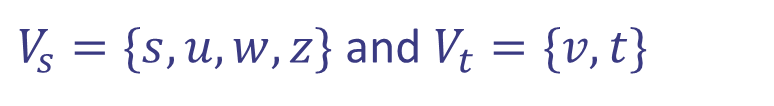 V_s = {s, u, w, z} and V_t = {v, t}